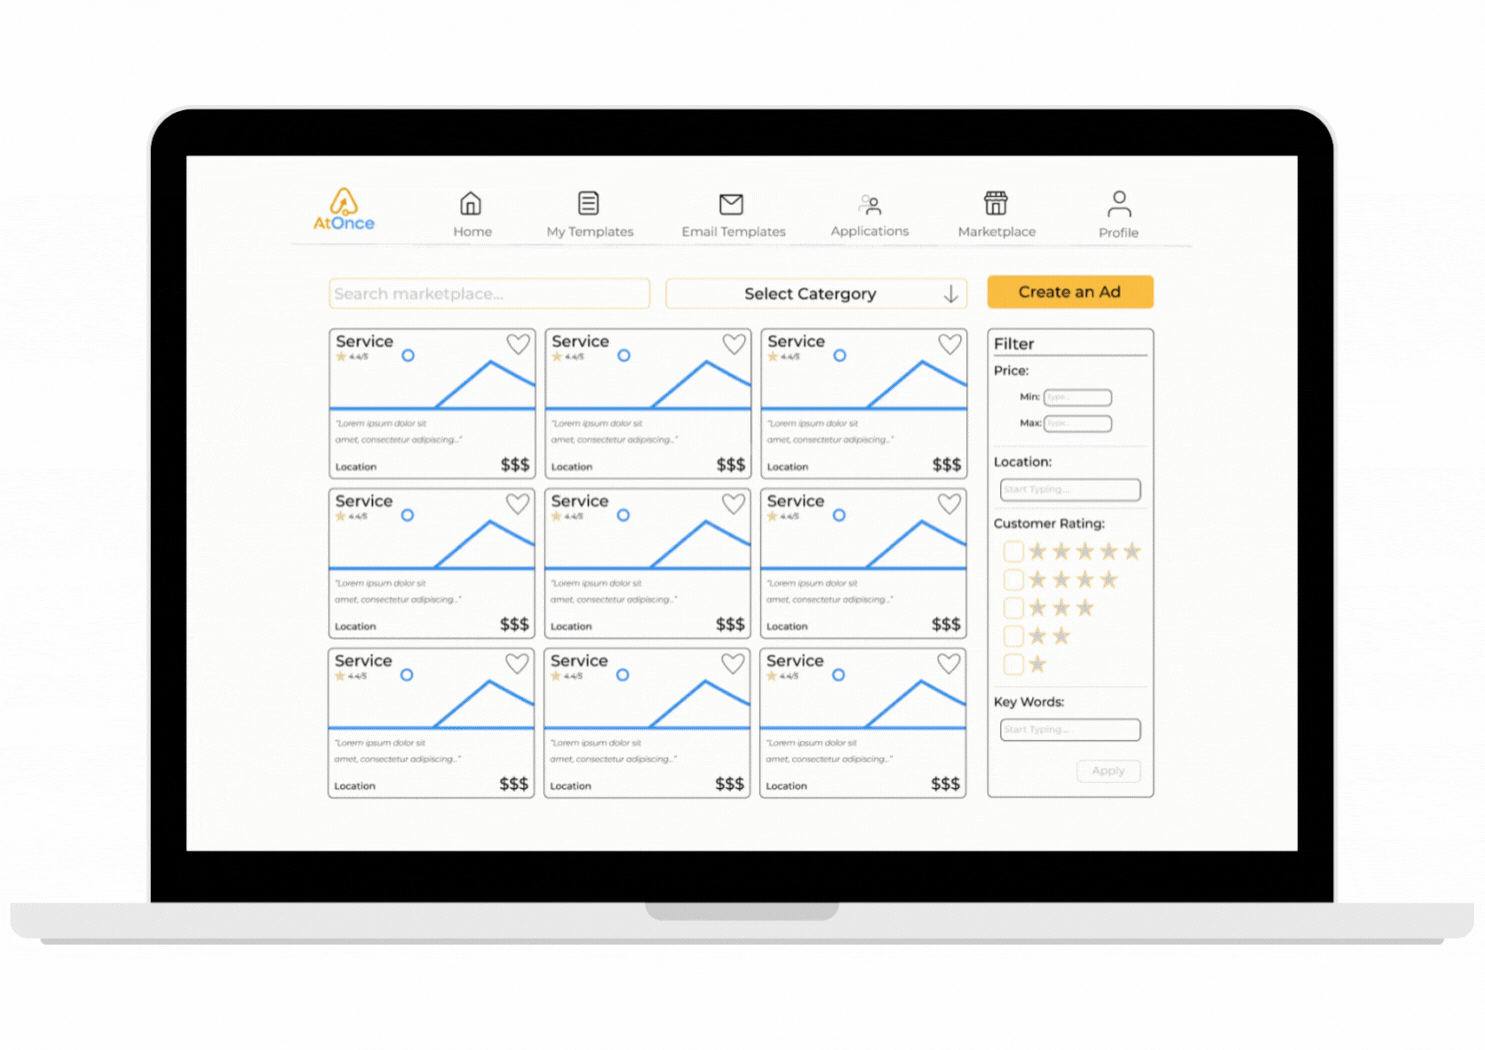 AtOnce
Home
My Templates
Email Templates
Applications
Marketplace
Profile
Search marketplace...
Select Catergory
Create an Ad
Service
4.4/5
"Lorem ipsum dolor sit
amet, consectetur adipiscing..."
Location
$$$
Service
4.4/5
"Lorem ipsum dolor sit
amet, consectetur adipiscing..."
Location
$$$
Service
4.4/5
"Lorem ipsum dolor sit
amet, consectetur adipiscing..."
Location
$$$
Service
4.4/5
"Lorem ipsum dolor sit
amet, consectetur adipiscing..."
Location
$$$
Service
4.4/5
"Lorem ipsum dolor sit
amet, consectetur adipiscing..."
Location
$$$
Service
4.4/5
"Lorem ipsum dolor sit
amet, consectetur adipiscing..."
Location
$$$
Service
4.4/5
"Lorem ipsum dolor sit
amet, consectetur adipiscing..."
Location
$$$
Service
4.4/5
"Lorem ipsum dolor sit
amet, consectetur adipiscing..."
Location
$$$
Service
4.4/5
"Lorem ipsum dolor sit
amet, consectetur adipiscing..."
Location
$$$
Filter
Price:
Min: Type...
Max: Type...
Location:
Start Typing...
Customer Rating:
Key Words:
Start Typing...
Apply